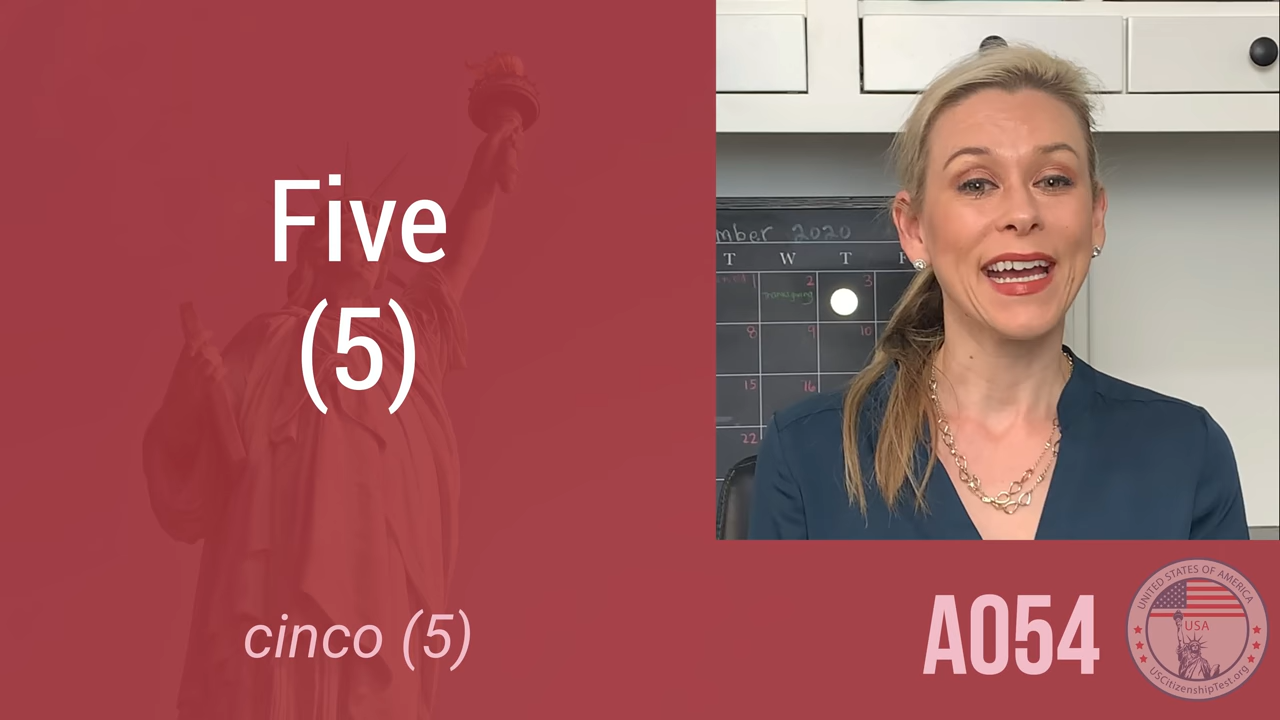 Five
(5)
cinco (5)
mber 2020
T W T F
2 3
8 9 10
15 16
22
A054
UNITED STATES OF AMERICA
USA
USCitizenshipTest.org